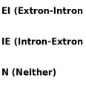 EI (Extron-Intron
IE (Intron-Extron
N (Neither)